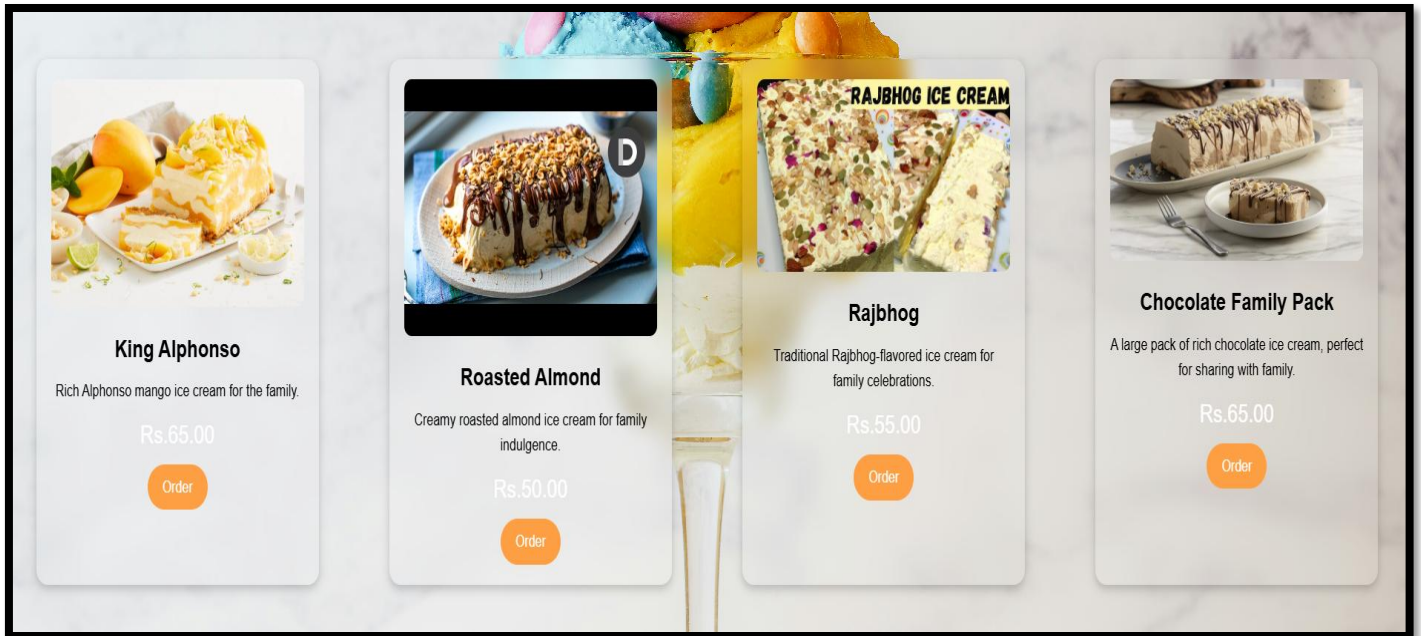 King Alphonso
Rich Alphonso mango ice cream for the family.
Rs.65.00
Order
D
Roasted Almond
Creamy roasted almond ice cream for family
indulgence.
Rs.50.00
Order
RAJBHOG ICE CREAM
Rajbhog
Traditional Rajbhog-flavored ice cream for
family celebrations.
Rs.55.00
Order
Chocolate Family Pack
A large pack of rich chocolate ice cream, perfect
for sharing with family.
Rs.65.00
Order